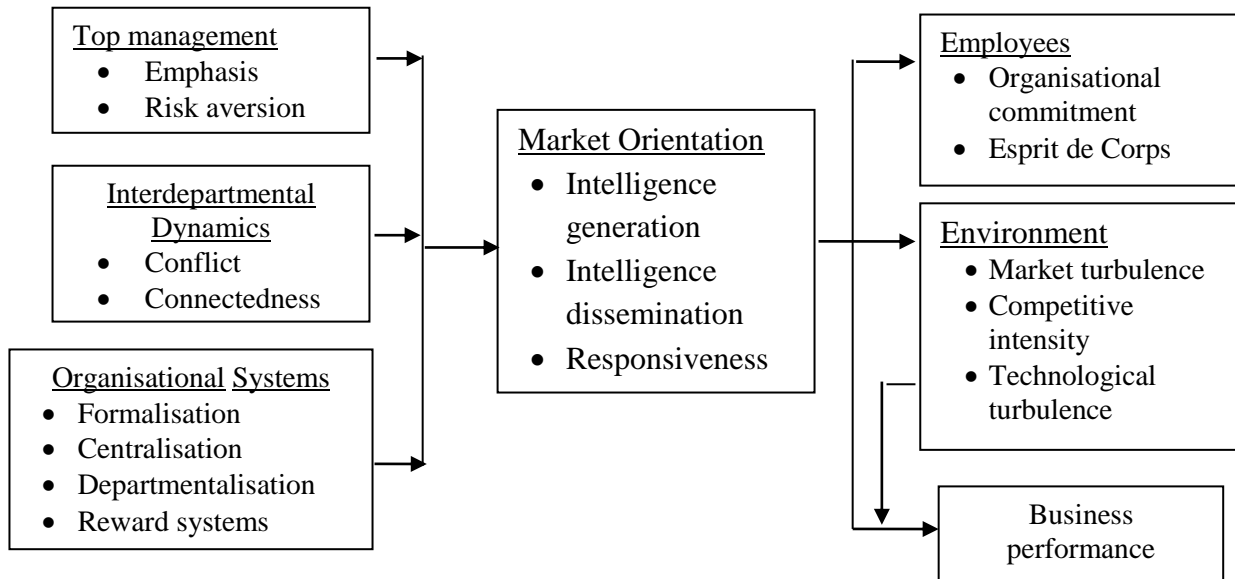 Top management
• Emphasis
• Risk aversion
Interdepartmental
Dynamics
• Conflict
• Connectedness
Organisational Systems
• Formalisation
• Centralisation
• Departmentalisation
• Reward systems
Market Orientation
• Intelligence
generation
• Intelligence
dissemination
• Responsiveness
Employees
• Organisational
commitment
• Esprit de Corps
Environment
• Market turbulence
• Competitive
intensity
• Technological
turbulence
Business
performance